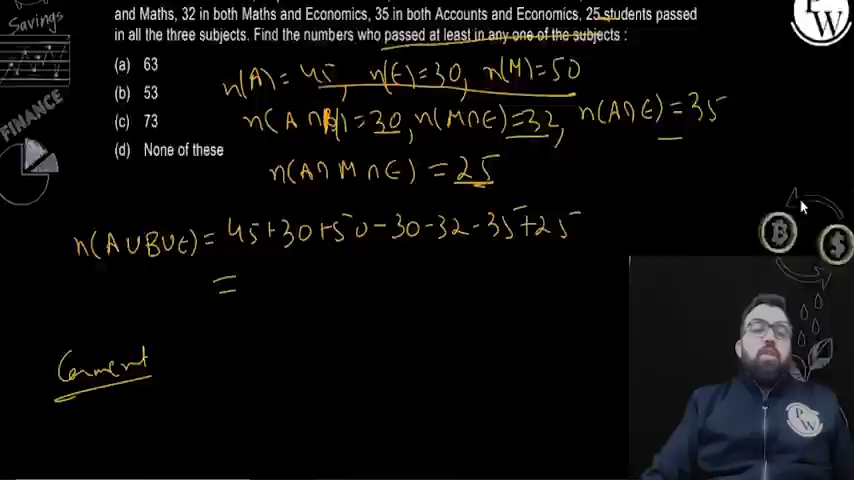 Savings
and Maths, 32 in both Maths and Economics, 35 in both Accounts and Economics, 25 students passed
in all the three subjects. Find the numbers who passed at least in any one of the subjects :
(a) 63
(b) 53
(c) 73
(d) None of these
FINANCE
n(A) = 45, n(E) = 30, n(M) = 50
n(A∩M) = 30, n(M∩E) = 32, n(A∩E) = 35
n(A∩M∩E) = 25
n(A∪B∪E) = 45+30+50-30-32-35+25
=
Comment
P
W
PW